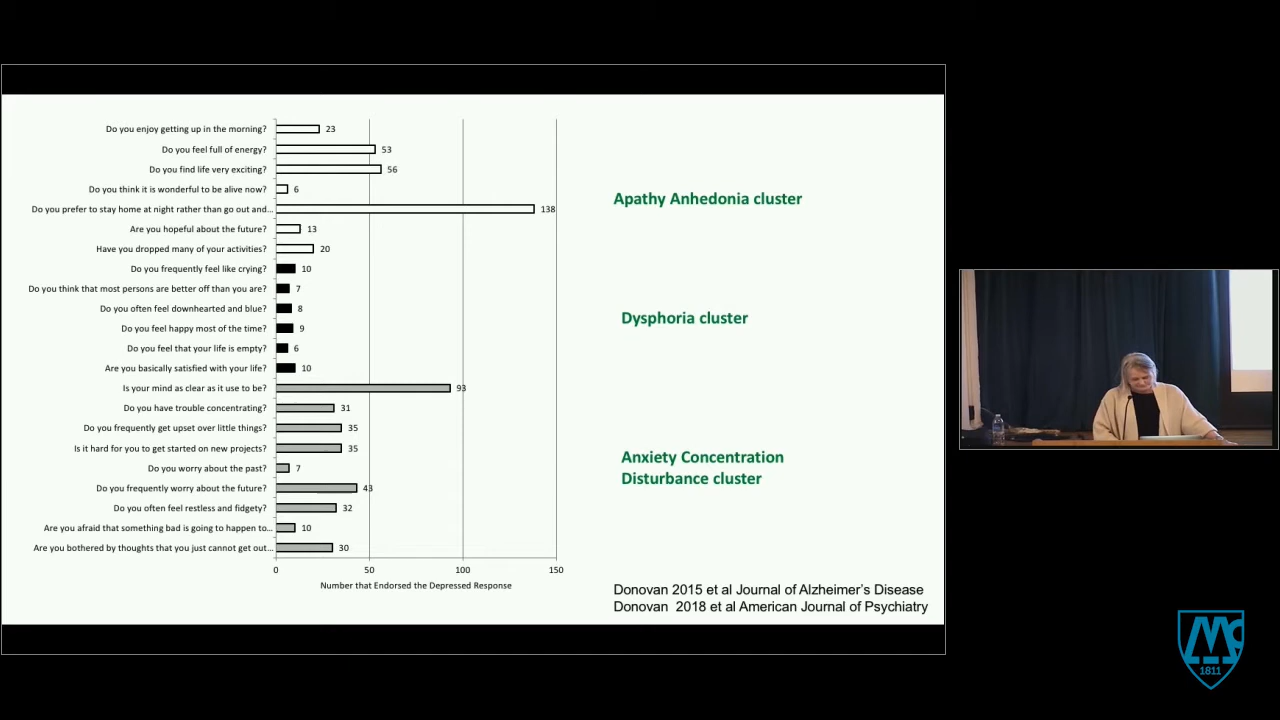 Do you enjoy getting up in the morning? 23
Do you feel full of energy? 53
Do you find life very exciting? 56
Do you think it is wonderful to be alive now? 6
Do you prefer to stay home at night rather than go out and... 138
Are you hopeful about the future? 13
Have you dropped many of your activities? 20
Do you frequently feel like crying? 10
Do you think that most persons are better off than you are? 7
Do you often feel downhearted and blue? 8
Do you feel happy most of the time? 9
Do you feel that your life is empty? 6
Are you basically satisfied with your life? 10
Is your mind as clear as it use to be? 93
Do you have trouble concentrating? 31
Do you frequently get upset over little things? 35
Is it hard for you to get started on new projects? 35
Do you worry about the past? 7
Do you frequently worry about the future? 43
Do you often feel restless and fidgety? 32
Are you afraid that something bad is going to happen to... 10
Are you bothered by thoughts that you just cannot get out... 30
0 50 100 150
Number that Endorsed the Depressed Response
Apathy Anhedonia cluster
Dysphoria cluster
Anxiety Concentration
Disturbance cluster
Donovan 2015 et al Journal of Alzheimer's Disease
Donovan 2018 et al American Journal of Psychiatry
1811